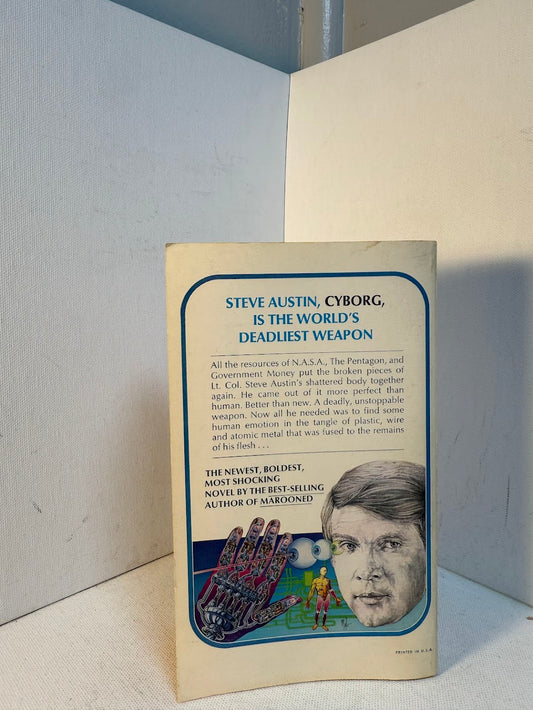 STEVE AUSTIN, CYBORG,
IS THE WORLD'S
DEADLIEST WEAPON
All the resources of N.A.S.A., The Pentagon, and
Government Money put the broken pieces of
Lt. Col. Steve Austin's shattered body together
again. He came out of it more perfect than
human. Better than new. A deadly, unstoppable
weapon. Now all he needed was to find some
human emotion in the tangle of plastic, wire
and atomic metal that was fused to the remains
of his flesh . . .
THE NEWEST, BOLDEST,
MOST SHOCKING
NOVEL BY THE BEST-SELLING
AUTHOR OF MAROONED
PRINTED IN U.S.A.